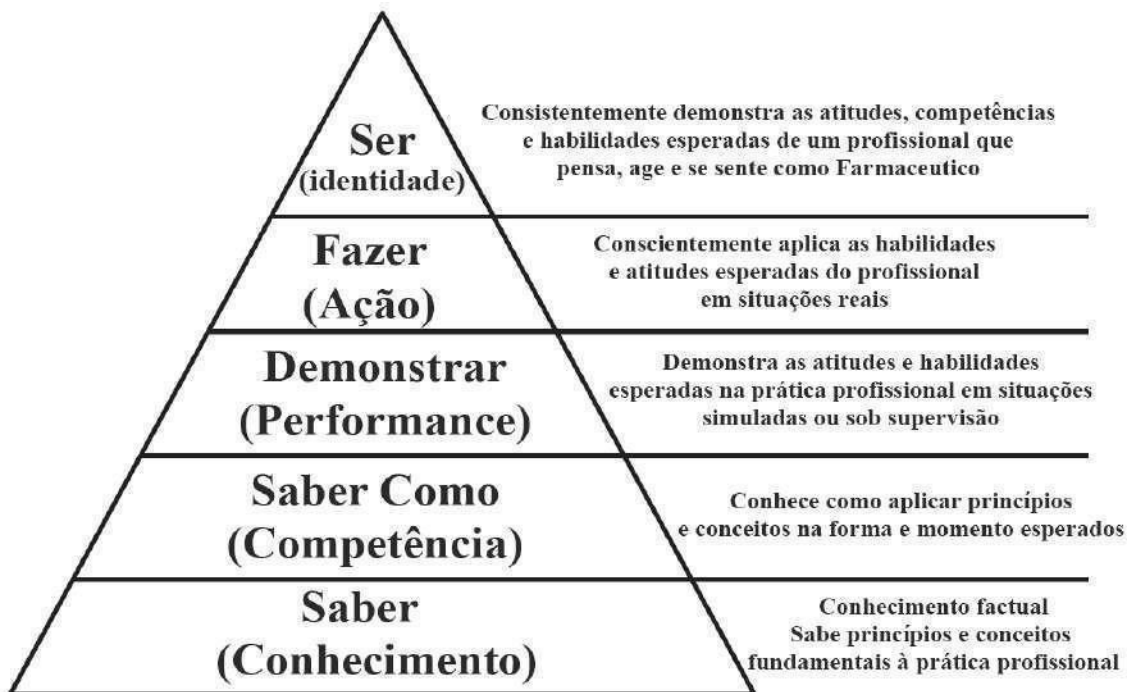 Ser
(identidade)
Consistentemente demonstra as atitudes, competências
e habilidades esperadas de um profissional que
pensa, age e se sente como Farmaceutico
Fazer
(Ação)
Conscientemente aplica as habilidades
e atitudes esperadas do profissional
em situações reais
Demonstrar
(Performance)
Demonstra as atitudes e habilidades
esperadas na prática profissional em situações
simuladas ou sob supervisão
Saber Como
(Competência)
Conhece como aplicar princípios
e conceitos na forma e momento esperados
Saber
(Conhecimento)
Conhecimento factual
Sabe princípios e conceitos
fundamentais à prática profissional